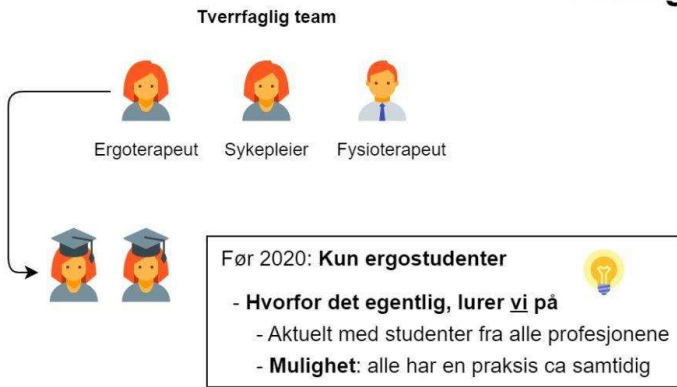 Tverrfaglig team
Ergoterapeut Sykepleier Fysioterapeut
Før 2020: Kun ergostudenter
- Hvorfor det egentlig, lurer vi på
- Aktuelt med studenter fra alle profesjonene
- Mulighet: alle har en praksis ca samtidig